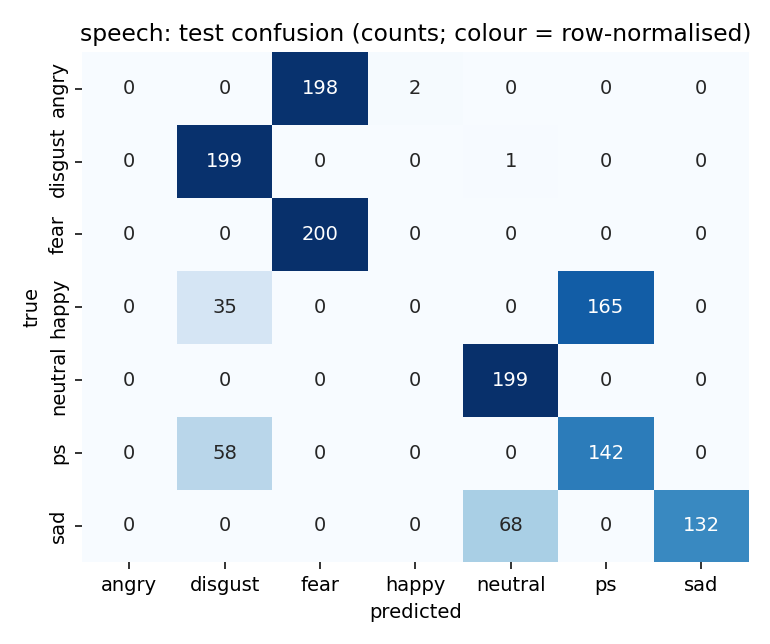 speech: test confusion (counts; colour = row-normalised)
true
angry 0 0 198 2 0 0 0
disgust 0 199 0 0 1 0 0
fear 0 0 200 0 0 0 0
happy 0 35 0 0 0 165 0
neutral 0 0 0 0 199 0 0
ps 0 58 0 0 0 142 0
sad 0 0 0 0 68 0 132
angry disgust fear happy neutral ps sad
predicted